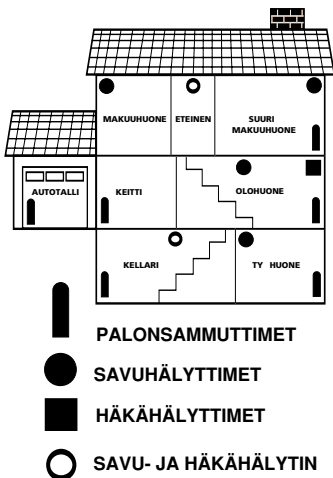 MAKUUHUONE ETEINEN SUURI
MAKUUHUONE
AUTOTALLI KEITTI OLOHUONE
KELLARI TY HUONE
PALONSAMMUTTIMET
SAVUHÄLYTTIMET
HÄKÄHÄLYTTIMET
SAVU- JA HÄKÄHÄLYTIN